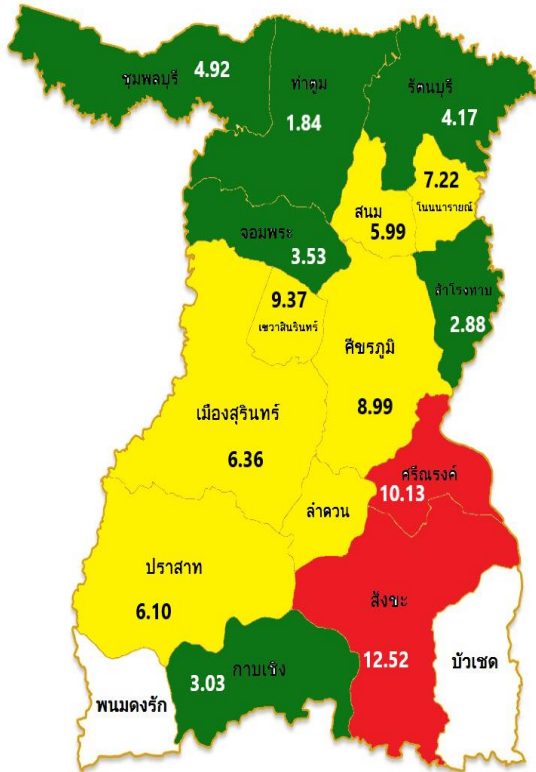 ชุมพลบุรี 4.92
ท่าตูม
1.84
รัตนบุรี
4.17
7.22
โนนนารายณ์
สนม
5.99
จอมพระ
3.53
9.37
เขวาสินรินทร์
สำโรงทาบ
2.88
ศีขรภูมิ
8.99
เมืองสุรินทร์
6.36
ศรีณรงค์
10.13
ลำดวน
ปราสาท
6.10
สังขะ
12.52
บัวเชด
กาบเชิง
3.03
พนมดงรัก